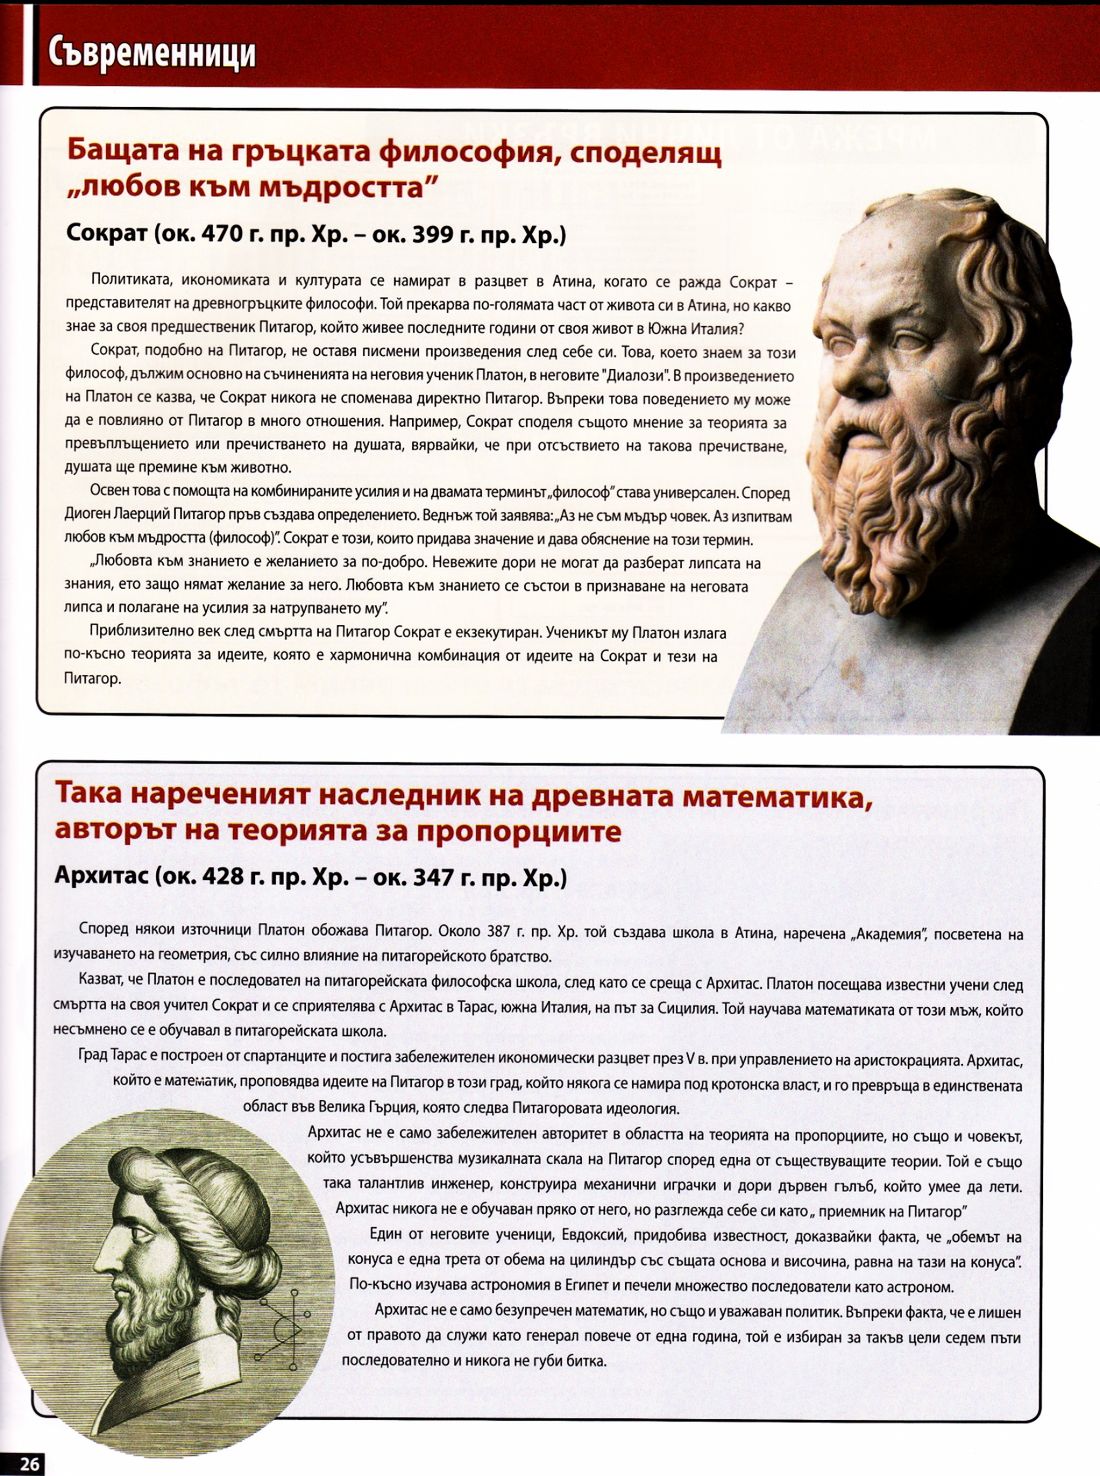 Съвременници
Бащата на гръцката философия, споделящ
„любов към мъдростта”
Сократ (ок. 470 г. пр. Хр. – ок. 399 г. пр. Хр.)
Политиката, икономиката и културата се намират в разцвет в Атина, когато се ражда Сократ –
представителят на древногръцките философи. Той прекарва по-голямата част от живота си в Атина, но какво
знае за своя предшественик Питагор, който живее последните години от своя живот в Южна Италия?
Сократ, подобно на Питагор, не оставя писмени произведения след себе си. Това, което знаем за този
философ, дължим основно на съчиненията на неговия ученик Платон, в неговите "Диалози". В произведението
на Платон се казва, че Сократ никога не споменава директно Питагор. Въпреки това поведението му може
да е повлияно от Питагор в много отношения. Например, Сократ споделя същото мнение за теорията за
превъплъщението или пречистването на душата, вярвайки, че при отсъствието на такова пречистване,
душата ще премине към животно.
Освен това с помощта на комбинираните усилия и на двамата терминът „философ” става универсален. Според
Диоген Лаерций Питагор пръв създава определението. Веднъж той заявява: „Аз не съм мъдър човек. Аз изпитвам
любов към мъдростта (философ)”. Сократ е този, които придава значение и дава обяснение на този термин.
„Любовта към знанието е желанието за по-добро. Невежите дори не могат да разберат липсата на
знания, ето защо нямат желание за него. Любовта към знанието се състои в признаване на неговата
липса и полагане на усилия за натрупването му”.
Приблизително век след смъртта на Питагор Сократ е екзекутиран. Ученикът му Платон излага
по-късно теорията за идеите, която е хармонична комбинация от идеите на Сократ и тези на
Питагор.
Така нареченият наследник на древната математика,
авторът на теорията за пропорциите
Архитас (ок. 428 г. пр. Хр. – ок. 347 г. пр. Хр.)
Според някои източници Платон обожава Питагор. Около 387 г. пр. Хр. той създава школа в Атина, наречена „Академия”, посветена на
изучаването на геометрия, със силно влияние на питагорейското братство.
Казват, че Платон е последовател на питагорейската философска школа, след като се среща с Архитас. Платон посещава известни учени след
смъртта на своя учител Сократ и се сприятелява с Архитас в Тарас, южна Италия, на път за Сицилия. Той научава математиката от този мъж, който
несъмнено се е обучавал в питагорейската школа.
Град Тарас е построен от спартанците и постига забележителен икономически разцвет през V в. при управлението на аристокрацията. Архитас,
който е математик, проповядва идеите на Питагор в този град, който някога се намира под кротонска власт, и го превръща в единствената
област във Велика Гърция, която следва Питагоровата идеология.
Архитас не е само забележителен авторитет в областта на теорията на пропорциите, но също и човекът,
който усъвършенства музикалната скала на Питагор според една от съществуващите теории. Той е също
така талантлив инженер, конструира механични играчки и дори дървен гълъб, който умее да лети.
Архитас никога не е обучаван пряко от него, но разглежда себе си като „ приемник на Питагор”
Един от неговите ученици, Евдоксий, придобива известност, доказвайки факта, че „обемът на
конуса е една трета от обема на цилиндър със същата основа и височина, равна на тази на конуса”.
По-късно изучава астрономия в Египет и печели множество последователи като астроном.
Архитас не е само безупречен математик, но също и уважаван политик. Въпреки факта, че е лишен
от правото да служи като генерал повече от една година, той е избиран за такъв цели седем пъти
последователно и никога не губи битка.
26